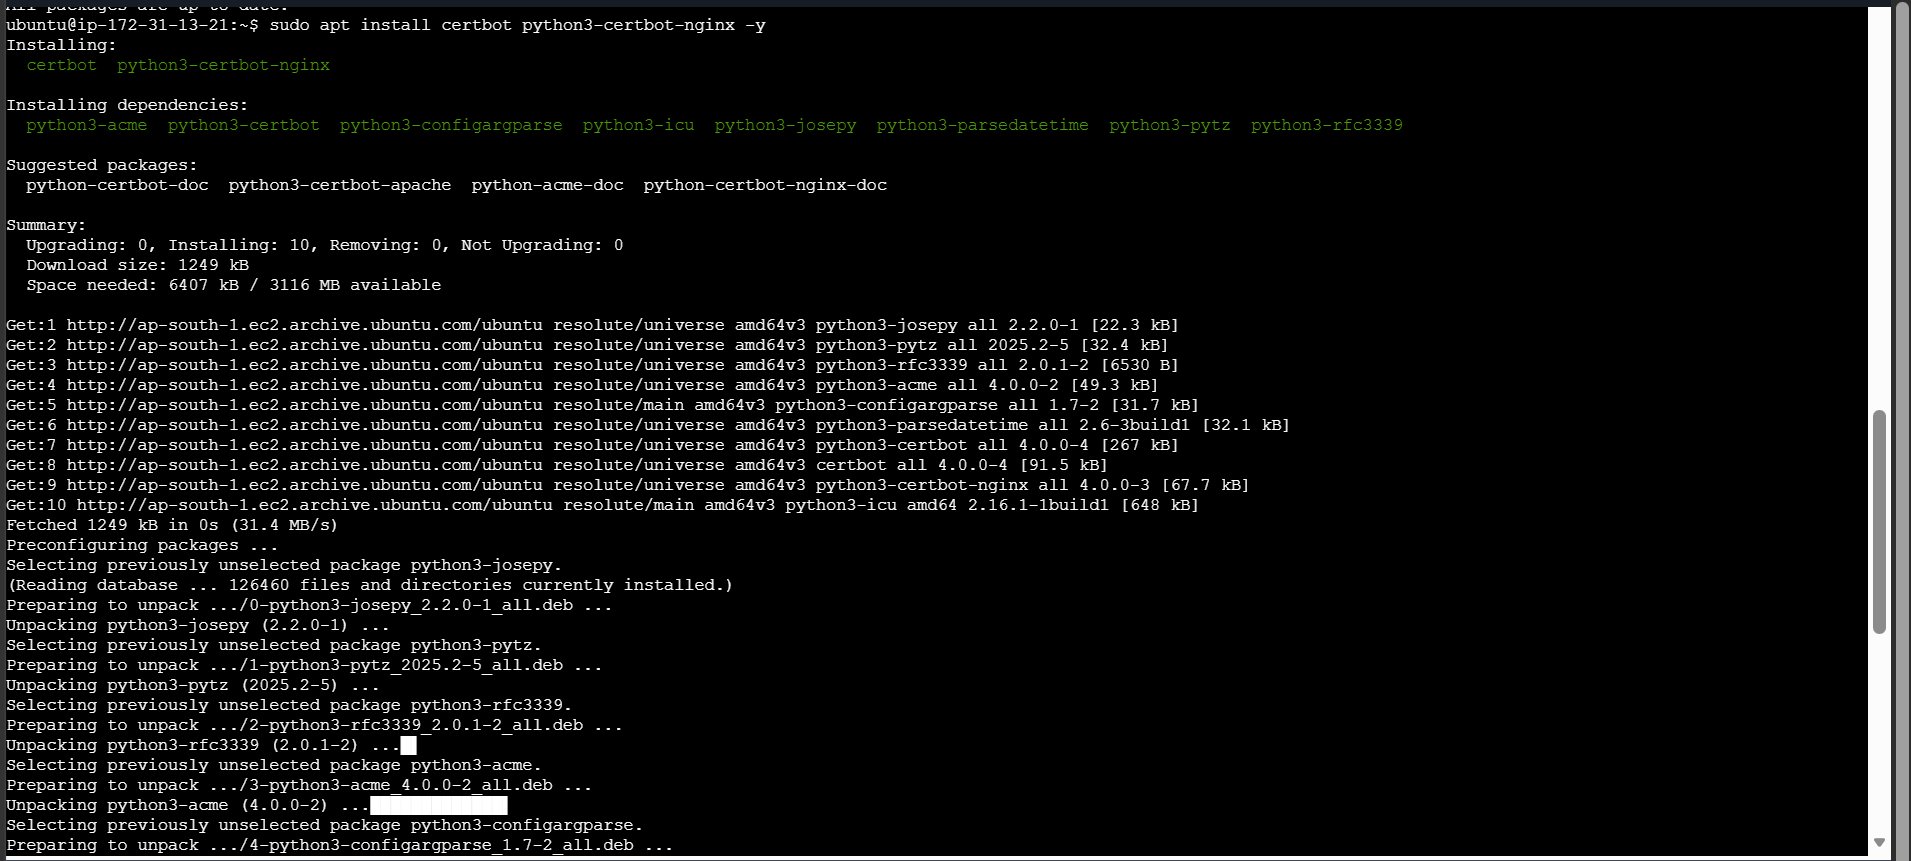 All packages are up to date.
ubuntu@ip-172-31-13-21:~$ sudo apt install certbot python3-certbot-nginx -y
Installing:
  certbot  python3-certbot-nginx

Installing dependencies:
  python3-acme  python3-certbot  python3-configargparse  python3-icu  python3-josepy  python3-parsedatetime  python3-pytz  python3-rfc3339

Suggested packages:
  python-certbot-doc  python3-certbot-apache  python-acme-doc  python-certbot-nginx-doc

Summary:
  Upgrading: 0, Installing: 10, Removing: 0, Not Upgrading: 0
  Download size: 1249 kB
  Space needed: 6407 kB / 3116 MB available

Get:1 http://ap-south-1.ec2.archive.ubuntu.com/ubuntu resolute/universe amd64v3 python3-josepy all 2.2.0-1 [22.3 kB]
Get:2 http://ap-south-1.ec2.archive.ubuntu.com/ubuntu resolute/universe amd64v3 python3-pytz all 2025.2-5 [32.4 kB]
Get:3 http://ap-south-1.ec2.archive.ubuntu.com/ubuntu resolute/universe amd64v3 python3-rfc3339 all 2.0.1-2 [6530 B]
Get:4 http://ap-south-1.ec2.archive.ubuntu.com/ubuntu resolute/universe amd64v3 python3-acme all 4.0.0-2 [49.3 kB]
Get:5 http://ap-south-1.ec2.archive.ubuntu.com/ubuntu resolute/main amd64v3 python3-configargparse all 1.7-2 [31.7 kB]
Get:6 http://ap-south-1.ec2.archive.ubuntu.com/ubuntu resolute/universe amd64v3 python3-parsedatetime all 2.6-3build1 [32.1 kB]
Get:7 http://ap-south-1.ec2.archive.ubuntu.com/ubuntu resolute/universe amd64v3 python3-certbot all 4.0.0-4 [267 kB]
Get:8 http://ap-south-1.ec2.archive.ubuntu.com/ubuntu resolute/universe amd64v3 certbot all 4.0.0-4 [91.5 kB]
Get:9 http://ap-south-1.ec2.archive.ubuntu.com/ubuntu resolute/universe amd64v3 python3-certbot-nginx all 4.0.0-3 [67.7 kB]
Get:10 http://ap-south-1.ec2.archive.ubuntu.com/ubuntu resolute/main amd64v3 python3-icu amd64 2.16.1-1build1 [648 kB]
Fetched 1249 kB in 0s (31.4 MB/s)
Preconfiguring packages ...
Selecting previously unselected package python3-josepy.
(Reading database ... 126460 files and directories currently installed.)
Preparing to unpack .../0-python3-josepy_2.2.0-1_all.deb ...
Unpacking python3-josepy (2.2.0-1) ...
Selecting previously unselected package python3-pytz.
Preparing to unpack .../1-python3-pytz_2025.2-5_all.deb ...
Unpacking python3-pytz (2025.2-5) ...
Selecting previously unselected package python3-rfc3339.
Preparing to unpack .../2-python3-rfc3339_2.0.1-2_all.deb ...
Unpacking python3-rfc3339 (2.0.1-2) ...
Selecting previously unselected package python3-acme.
Preparing to unpack .../3-python3-acme_4.0.0-2_all.deb ...
Unpacking python3-acme (4.0.0-2) ...
Selecting previously unselected package python3-configargparse.
Preparing to unpack .../4-python3-configargparse_1.7-2_all.deb ...